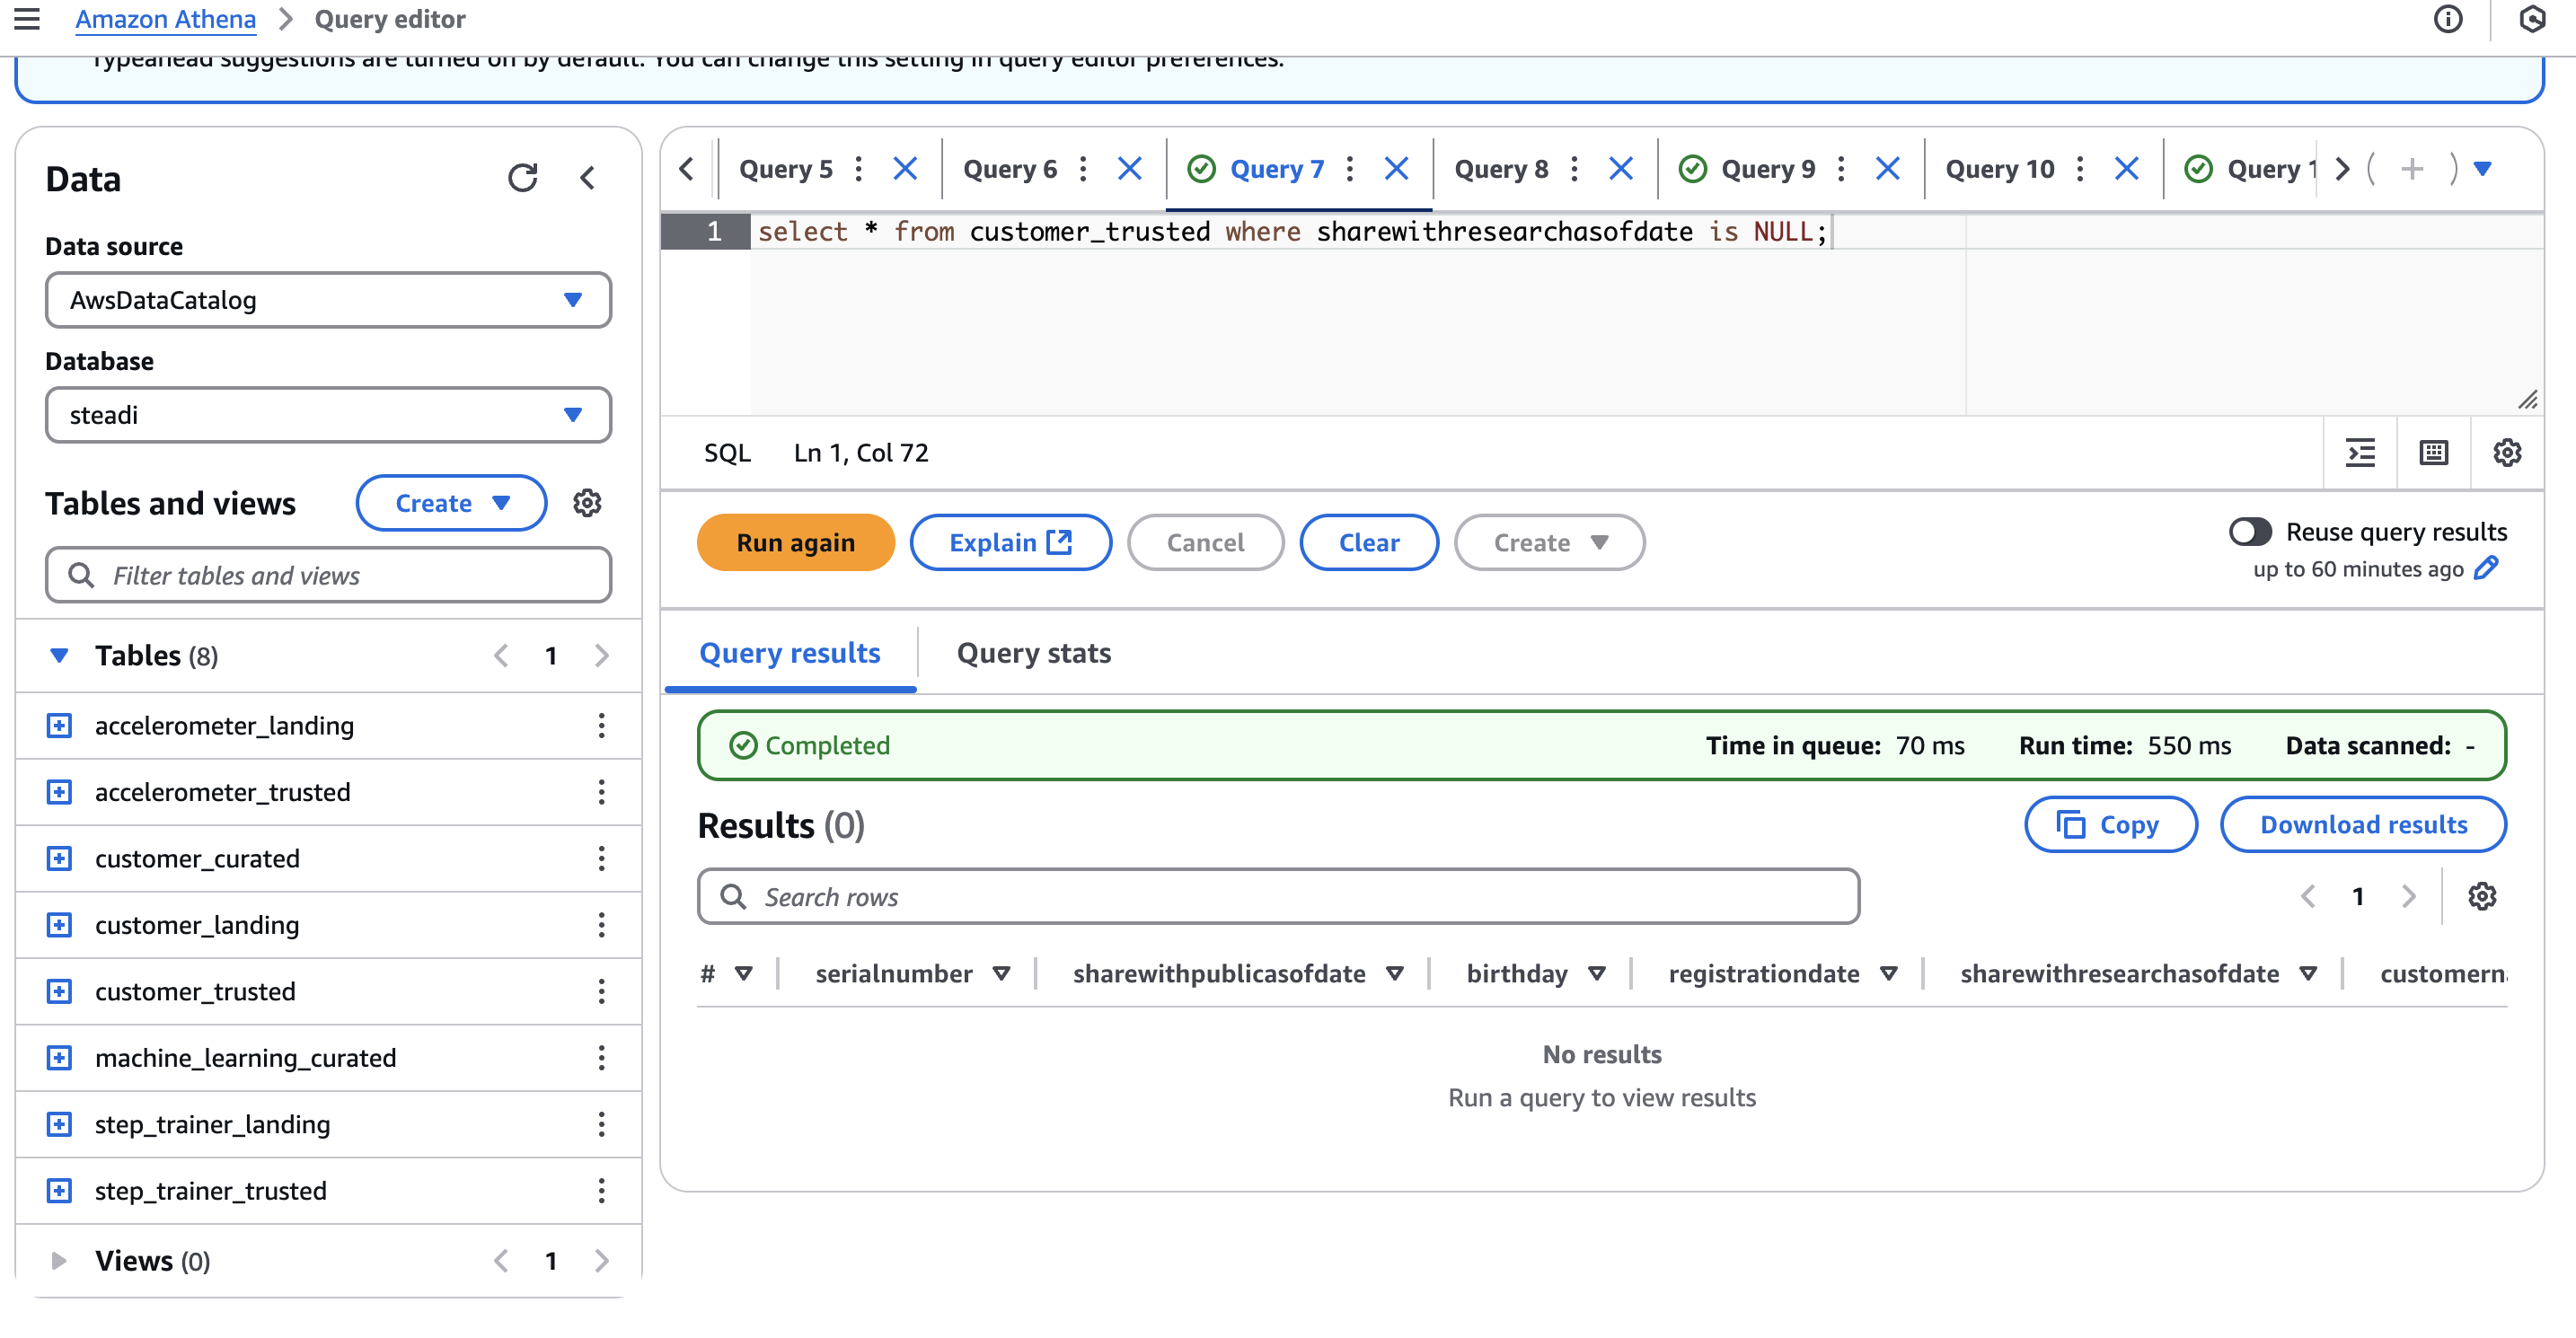 Amazon Athena > Query editor
Typeahead suggestions are turned on by default. You can change this setting in query editor preferences.
Data
Data source
AwsDataCatalog
Database
steadi
Tables and views
Create
Filter tables and views
Tables (8)
1
accelerometer_landing
accelerometer_trusted
customer_curated
customer_landing
customer_trusted
machine_learning_curated
step_trainer_landing
step_trainer_trusted
Views (0)
1
Query 5
Query 6
Query 7
Query 8
Query 9
Query 10
Query 1
1 select * from customer_trusted where sharewithresearchasofdate is NULL;
SQL Ln 1, Col 72
Run again
Explain
Cancel
Clear
Create
Reuse query results
up to 60 minutes ago
Query results
Query stats
Completed
Time in queue: 70 ms Run time: 550 ms Data scanned: -
Results (0)
Copy
Download results
Search rows
1
# serialnumber sharewithpublicasofdate birthday registrationdate sharewithresearchasofdate customern
No results
Run a query to view results